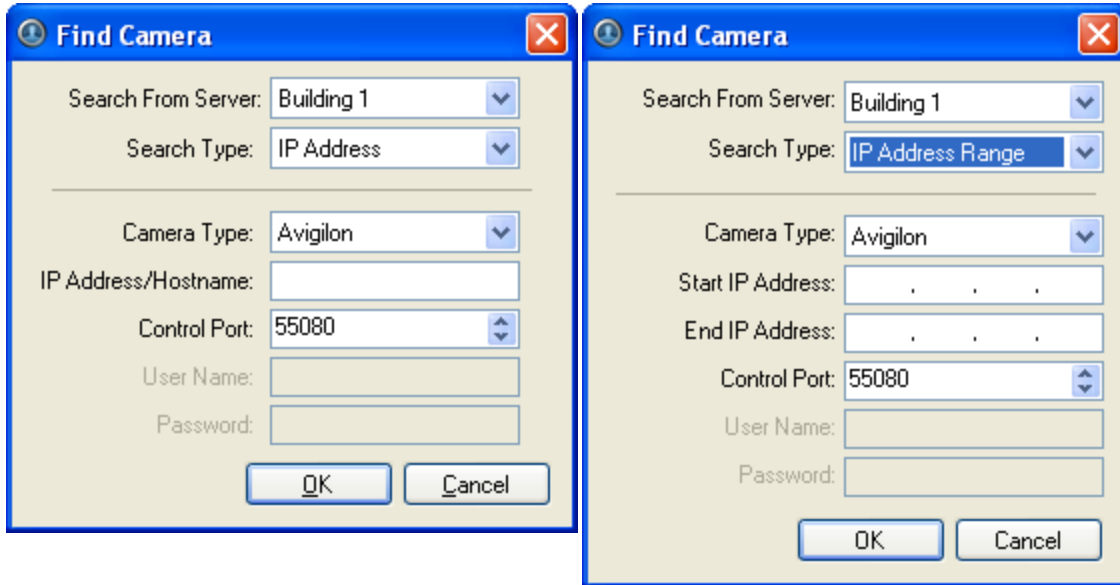 Find Camera
Search From Server: Building 1
Search Type: IP Address
Camera Type: Avigilon
IP Address/Hostname:
Control Port: 55080
User Name:
Password:
OK Cancel
Find Camera
Search From Server: Building 1
Search Type: IP Address Range
Camera Type: Avigilon
Start IP Address: . . .
End IP Address: . . .
Control Port: 55080
User Name:
Password:
OK Cancel